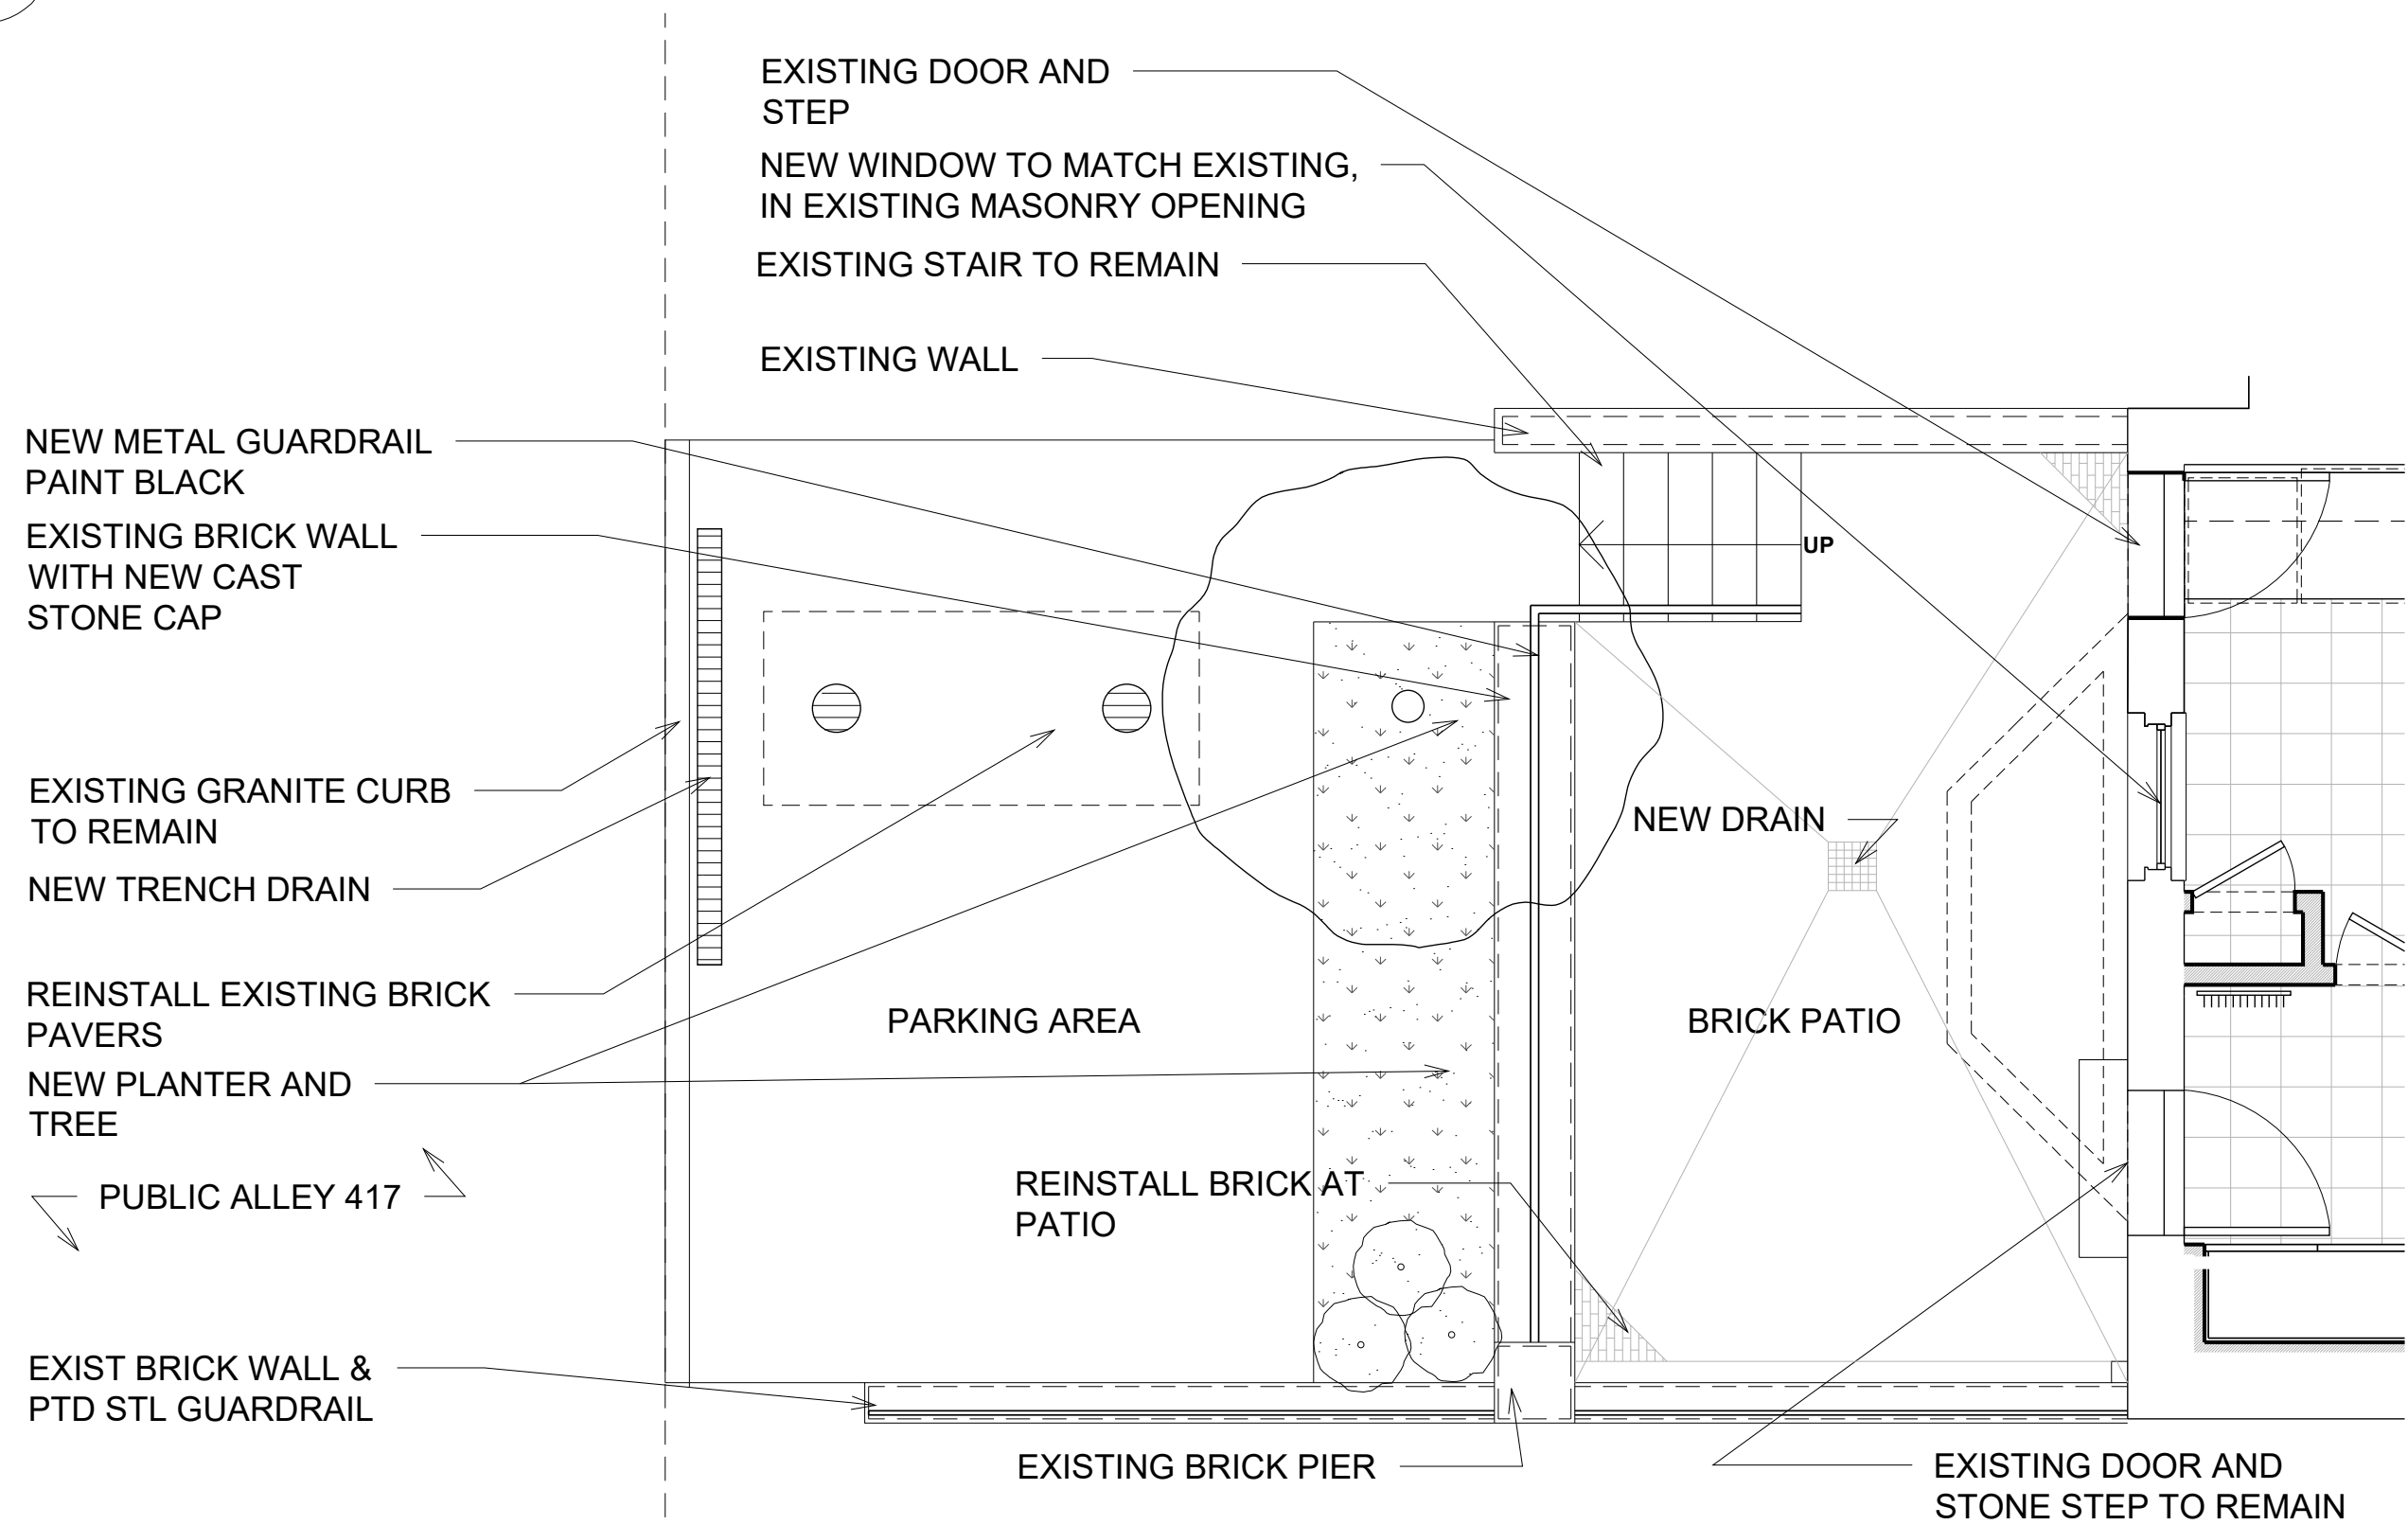 EXISTING DOOR AND
STEP
NEW WINDOW TO MATCH EXISTING,
IN EXISTING MASONRY OPENING
EXISTING STAIR TO REMAIN
EXISTING WALL
NEW METAL GUARDRAIL
PAINT BLACK
EXISTING BRICK WALL
WITH NEW CAST
STONE CAP
UP
EXISTING GRANITE CURB
TO REMAIN
NEW DRAIN
NEW TRENCH DRAIN
REINSTALL EXISTING BRICK
PAVERS
PARKING AREA
BRICK PATIO
NEW PLANTER AND
TREE
PUBLIC ALLEY 417
REINSTALL BRICK AT
PATIO
EXIST BRICK WALL &
PTD STL GUARDRAIL
EXISTING BRICK PIER
EXISTING DOOR AND
STONE STEP TO REMAIN